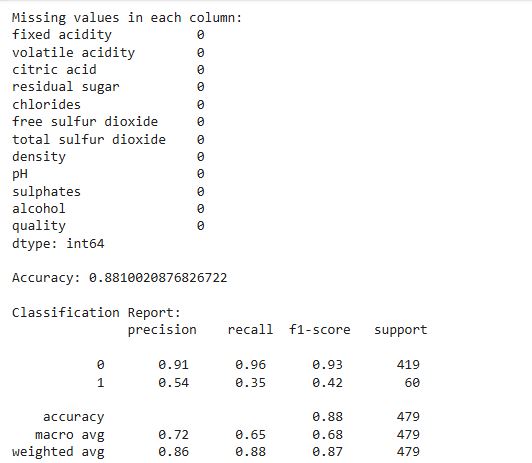 Missing values in each column:
fixed acidity 0
volatile acidity 0
citric acid 0
residual sugar 0
chlorides 0
free sulfur dioxide 0
total sulfur dioxide 0
density 0
pH 0
sulphates 0
alcohol 0
quality 0
dtype: int64
Accuracy: 0.8810020876826722
Classification Report:
precision recall f1-score support
0 0.91 0.96 0.93 419
1 0.54 0.35 0.42 60
accuracy 0.88 479
macro avg 0.72 0.65 0.68 479
weighted avg 0.86 0.88 0.87 479